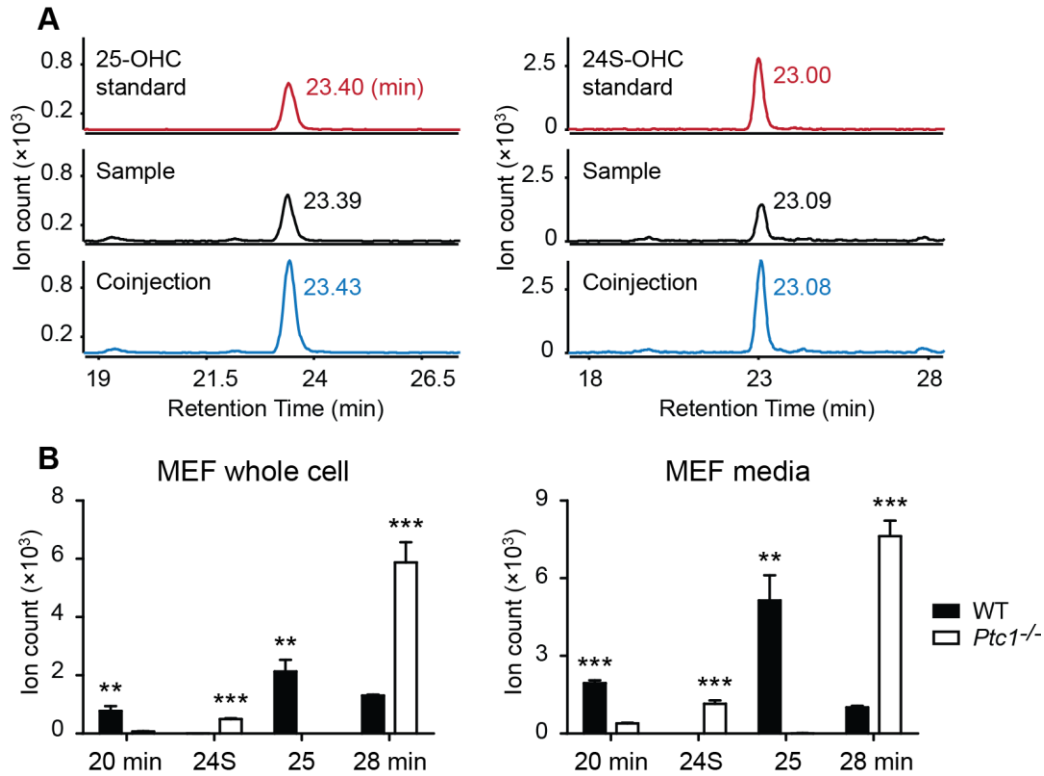 A
25-OHC
standard
23.40 (min)
0.8
0.2
Sample
23.39
0.8
0.2
Coinjection
23.43
0.8
0.2
Ion count (×10³)
19 21.5 24 26.5
Retention Time (min)
24S-OHC
standard
23.00
2.5
0
Sample
23.09
2.5
0
Coinjection
23.08
2.5
0
Ion count (×10³)
18 23 28
Retention Time (min)
B
MEF whole cell
Ion count (×10³)
8
6
4
2
0
** *** ** ***
20 min 24S 25 28 min
MEF media
Ion count (×10³)
9
6
3
0
*** *** ** ***
20 min 24S 25 28 min
WT
Ptc1-/-